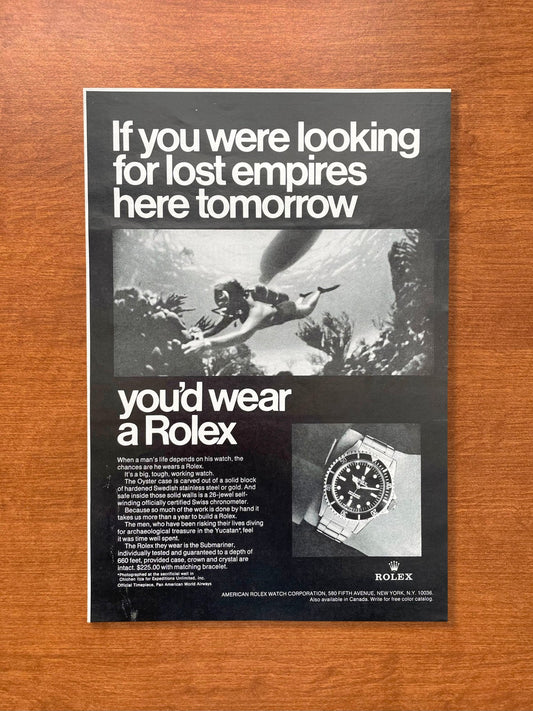 If you were looking
for lost empires
here tomorrow
you'd wear
a Rolex
When a man's life depends on his watch, the
chances are he wears a Rolex.
It's a big, tough, working watch.
The Oyster case is carved out of a solid block
of hardened Swedish stainless steel or gold. And
safe inside those solid walls is a 26-jewel self-
winding officially certified Swiss chronometer.
Because so much of the work is done by hand it
takes us more than a year to build a Rolex.
The men, who have been risking their lives diving
for archaeological treasure in the Yucatan*, feel
it was time well spent.
The Rolex they wear is the Submariner,
individually tested and guaranteed to a depth of
660 feet, provided case, crown and crystal are
intact. $225.00 with matching bracelet.
*Photographed at the sacrificial well in
Chichen Itza for Expeditions Unlimited, Inc.
Official Timepiece, Pan American World Airways
ROLEX
AMERICAN ROLEX WATCH CORPORATION, 580 FIFTH AVENUE, NEW YORK, N.Y. 10036.
Also available in Canada. Write for free color catalog.